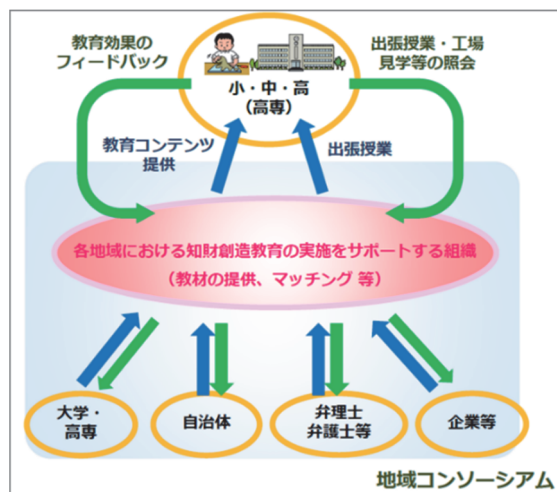 教育効果の
フィードバック
出張授業・工場
見学等の照会
小・中・高
（高専）
教育コンテンツ
提供
出張授業
各地域における知財創造教育の実施をサポートする組織
（教材の提供、マッチング 等）
大学・
高専
自治体
弁理士
弁護士等
企業等
地域コンソーシアム